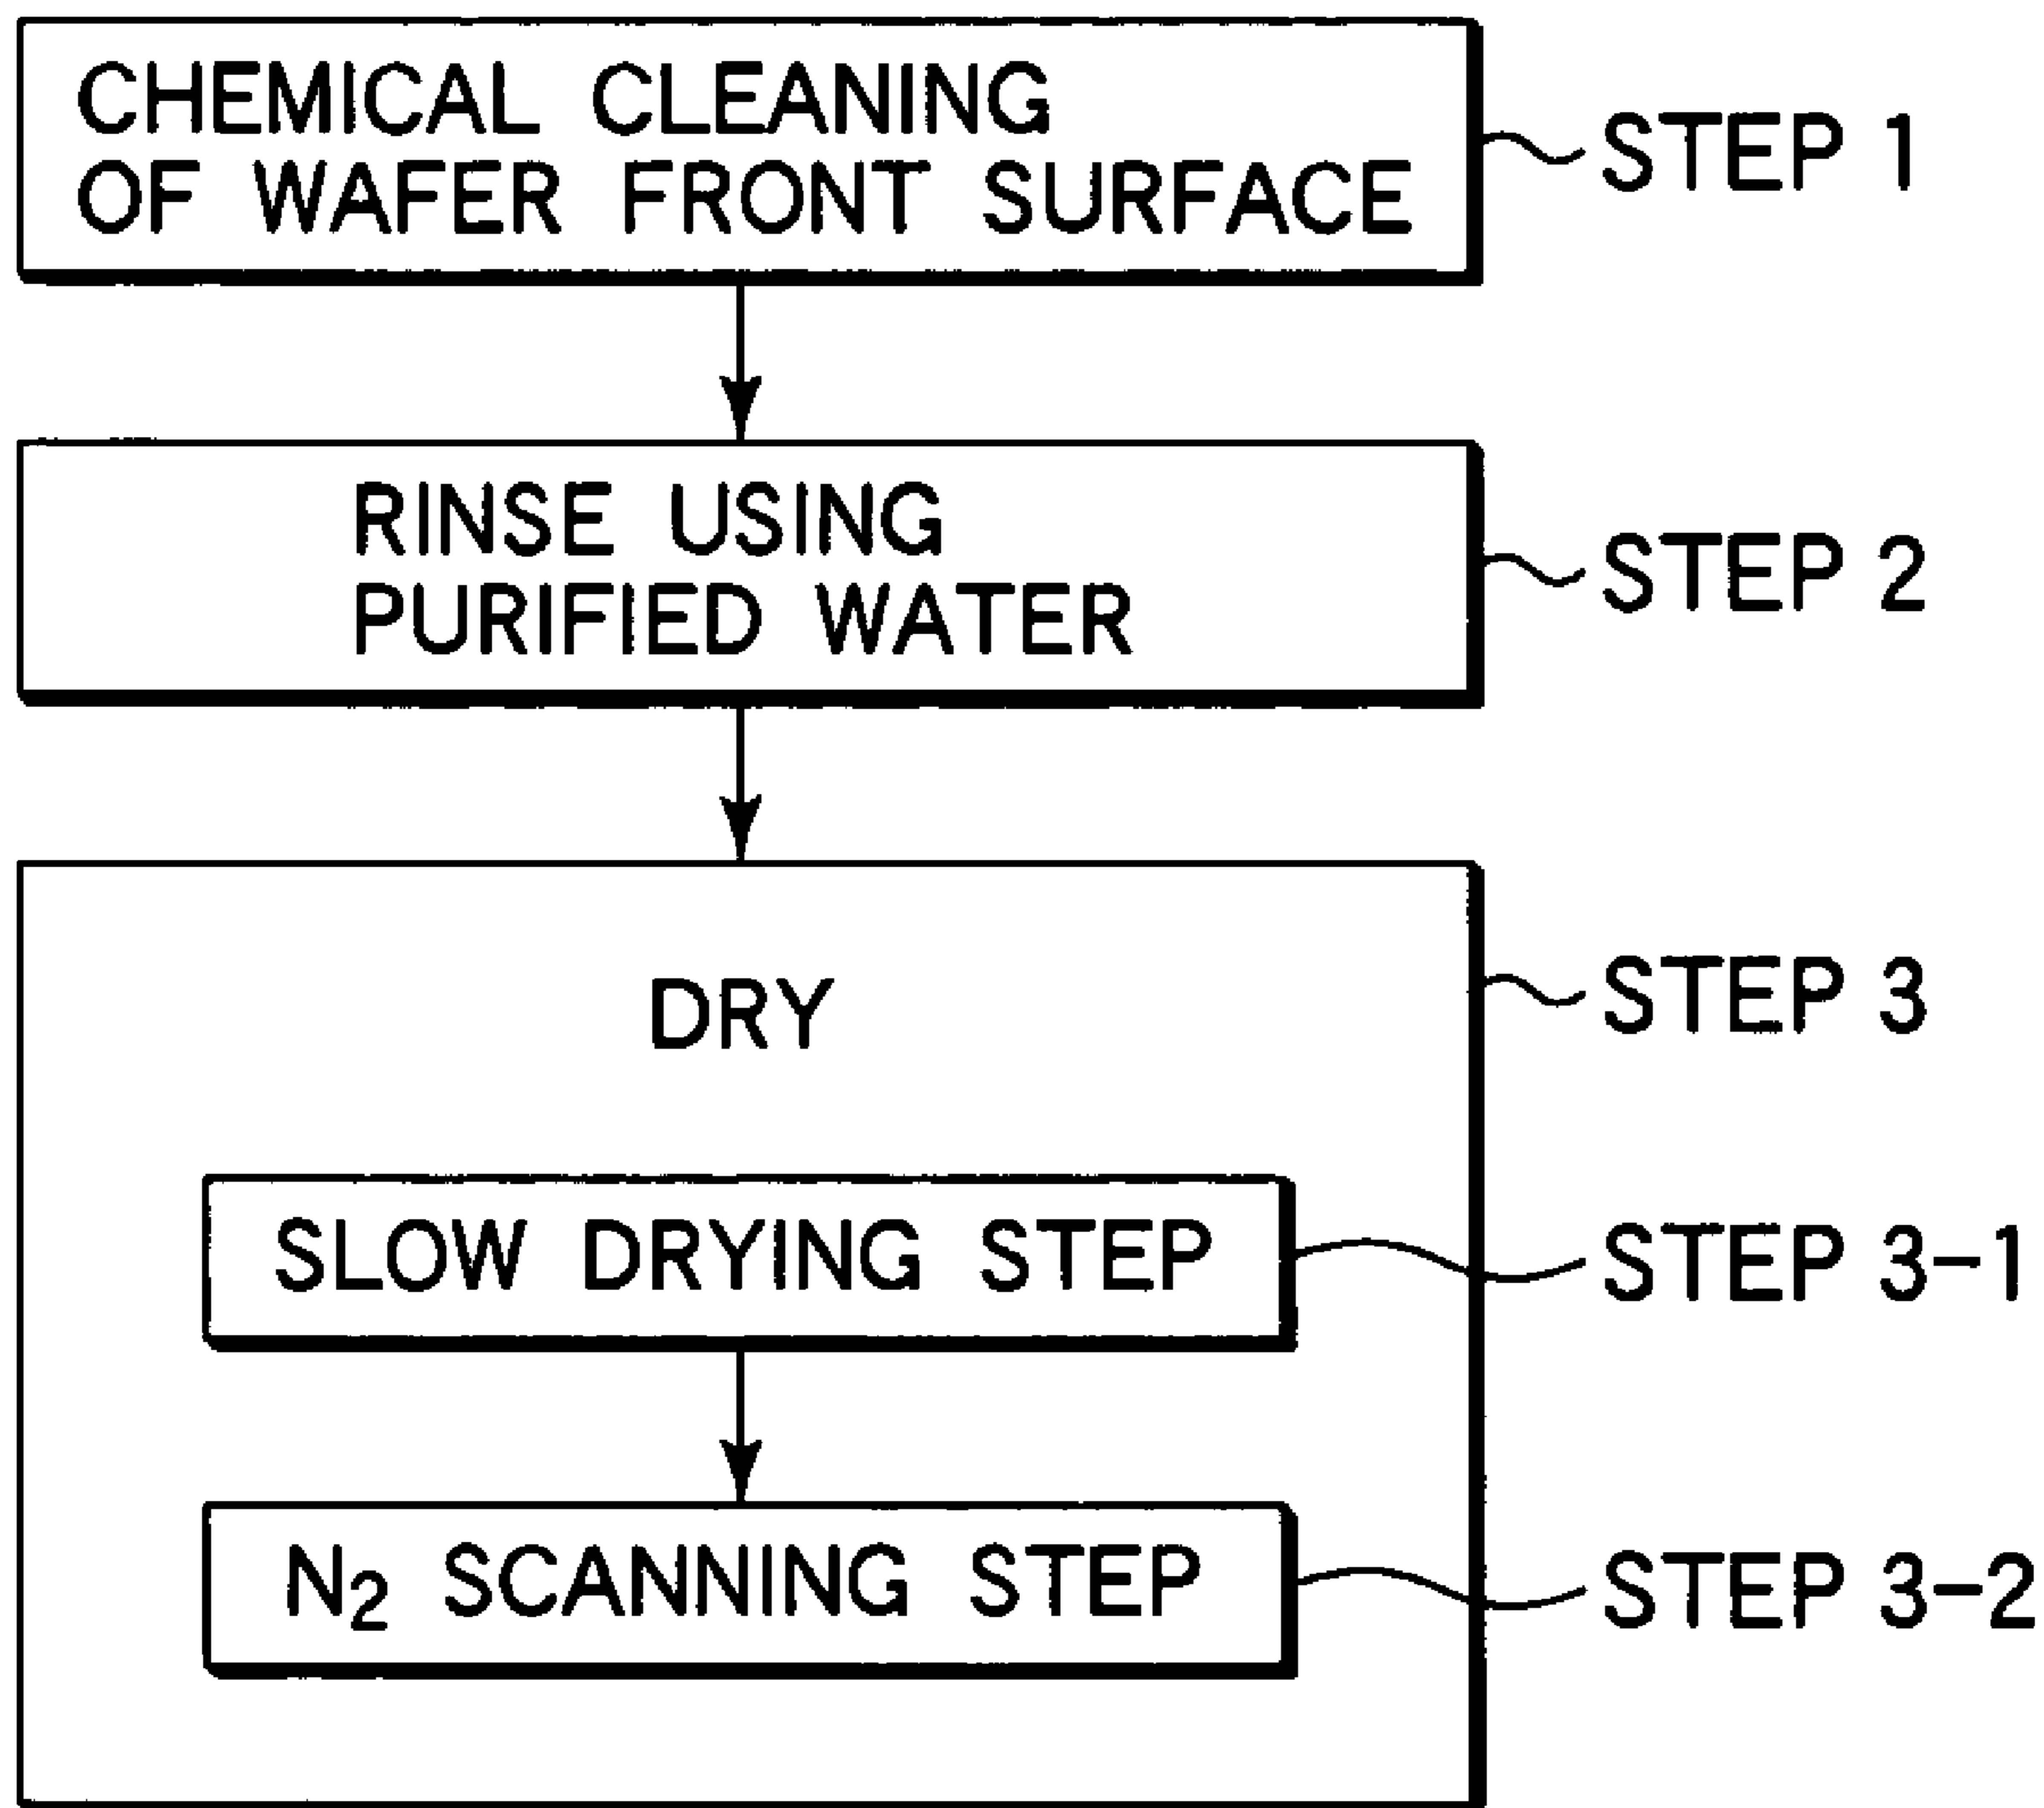 CHEMICAL CLEANING
OF WAFER FRONT SURFACE
STEP 1
RINSE USING
PURIFIED WATER
STEP 2
DRY
STEP 3
SLOW DRYING STEP
STEP 3-1
N2 SCANNING STEP
STEP 3-2